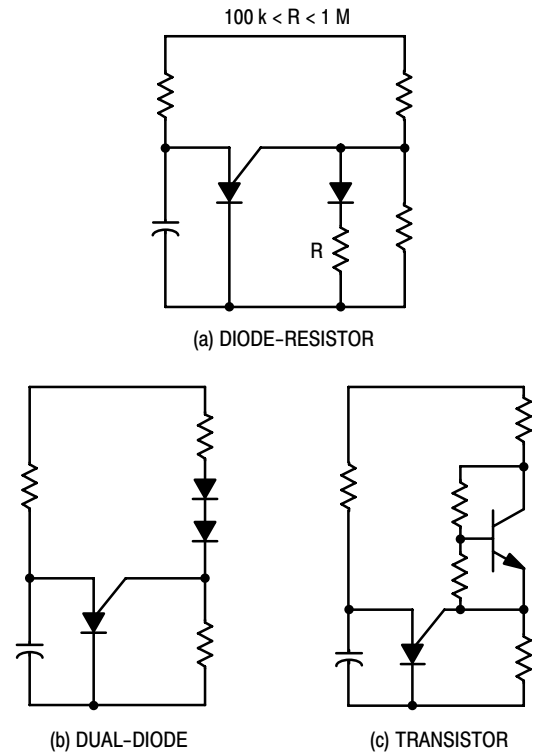 100 k < R < 1 M
R
(a) DIODE-RESISTOR
(b) DUAL-DIODE
(c) TRANSISTOR